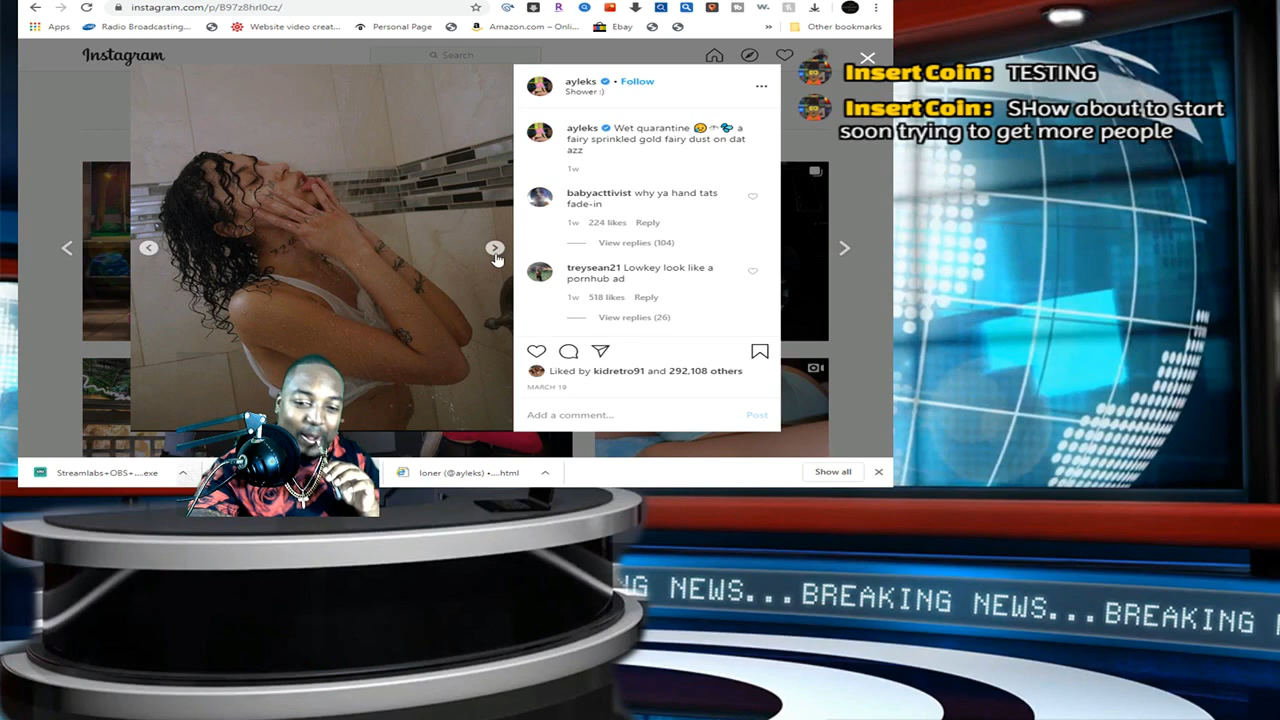 instagram.com/p/B97z8hrl0cz/
Apps
Radio Broadcasting...
Website video creat...
Personal Page
Amazon.com – Onli...
Ebay
»
Other bookmarks
Instagram
Search
ayleks • Follow
Shower :)
ayleks Wet quarantine a
fairy sprinkled gold fairy dust on dat
azz
1w
babyacttivist why ya hand tats
fade-in
1w 224 likes Reply
View replies (104)
treysean21 Lowkey look like a
pornhub ad
1w 518 likes Reply
View replies (26)
Liked by kidretro91 and 292,108 others
MARCH 19
Add a comment... Post
InsertCoin: TESTING
InsertCoin: SHow about to start
soon trying to get more people
Streamlabs+OBS+....exe
loner (@ayleks) •....html
Show all
NG NEWS...BREAKING NEWS...BREAKING